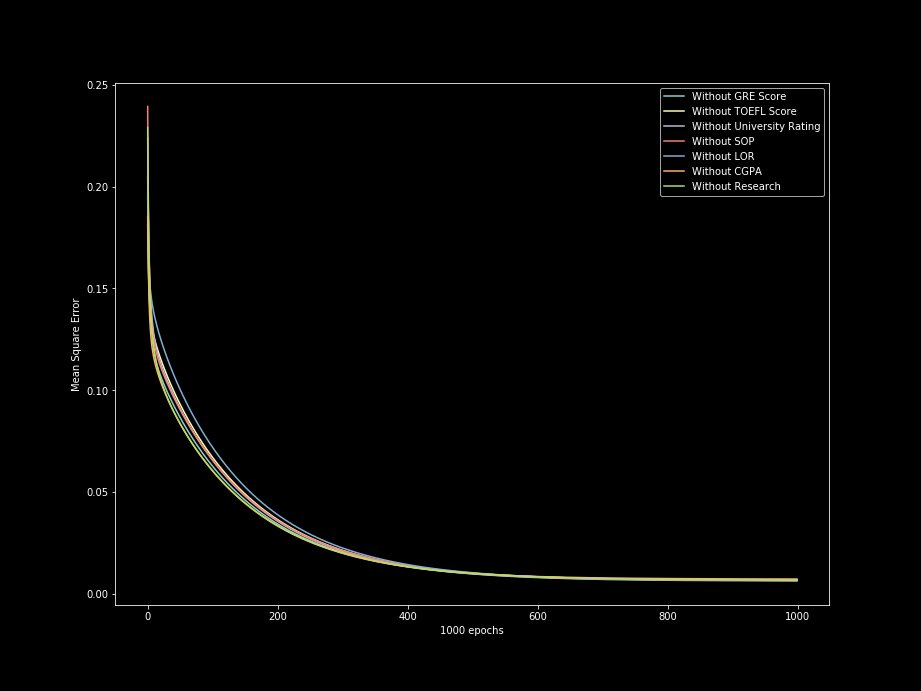 0.25
0.20
0.15
0.10
0.05
0.00
Mean Square Error
Without GRE Score
Without TOEFL Score
Without University Rating
Without SOP
Without LOR
Without CGPA
Without Research
0
200
400
600
800
1000
1000 epochs